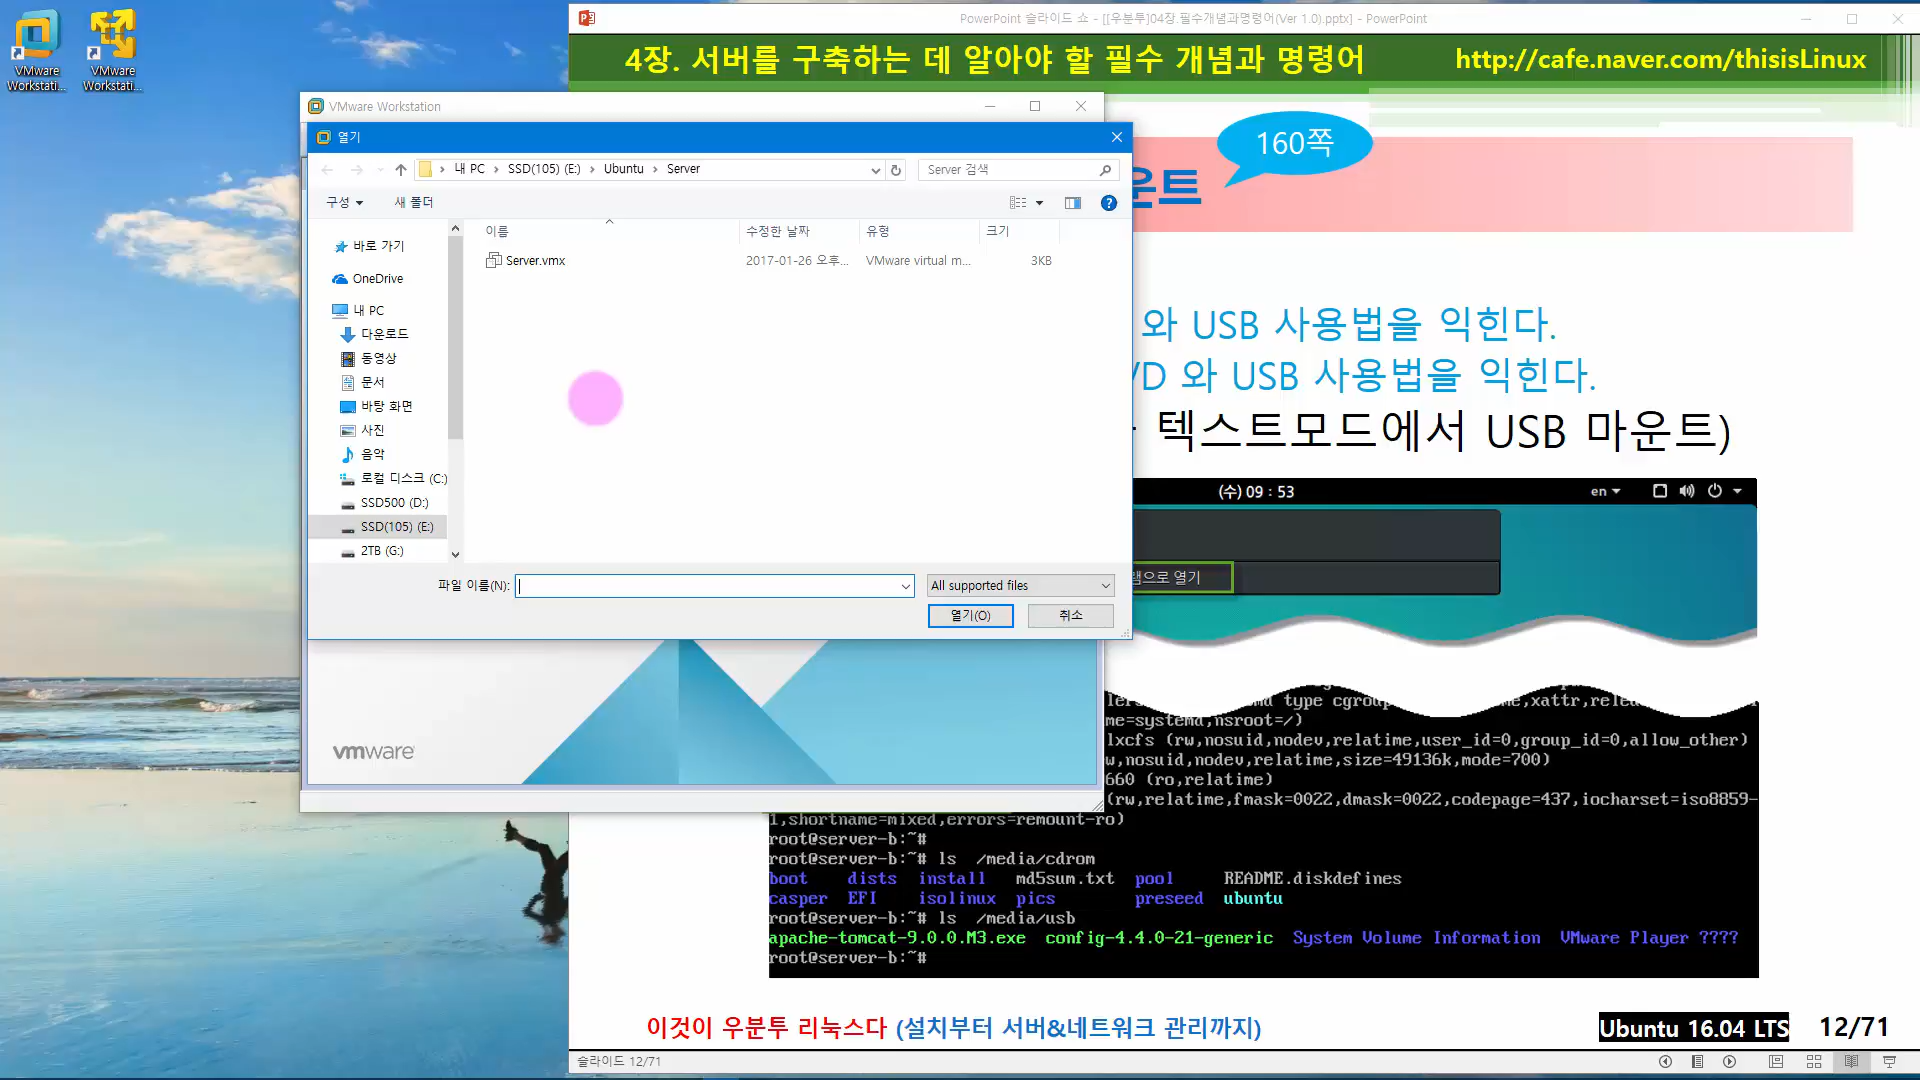 VMware
Workstati...
VMware
Workstati...
PowerPoint 슬라이드 쇼 - [[우분투]04장.필수개념과명령어(Ver 1.0).pptx] - PowerPoint
4장. 서버를 구축하는 데 알아야 할 필수 개념과 명령어
http://cafe.naver.com/thisisLinux
VMware Workstation
열기
내 PC > SSD(105) (E:) > Ubuntu > Server
Server 검색
구성
새 폴더
이름
수정한 날짜
유형
크기
Server.vmx
2017-01-26 오후...
VMware virtual m...
3KB
바로 가기
OneDrive
내 PC
다운로드
동영상
문서
바탕 화면
사진
음악
로컬 디스크 (C:)
SSD500 (D:)
SSD(105) (E:)
2TB (G:)
파일 이름(N):
All supported files
열기(O)
취소
vmware
160쪽
운트
와 USB 사용법을 익힌다.
/D 와 USB 사용법을 익힌다.
텍스트모드에서 USB 마운트)
(수) 09 : 53
en
램으로 열기
type cgroup
,xattr,rele
me=systemd,nsroot=/)
lxcfs (rw,nosuid,nodev,relatime,user_id=0,group_id=0,allow_other)
w,nosuid,nodev,relatime,size=49136k,mode=700)
660 (ro,relatime)
(rw,relatime,fmask=0022,dmask=0022,codepage=437,iocharset=iso8859-
1,shortname=mixed,errors=remount-ro)
root@server-b:~#
root@server-b:~# ls /media/cdrom
boot dists install md5sum.txt pool README.diskdefines
casper EFI isolinux pics preseed ubuntu
root@server-b:~# ls /media/usb
apache-tomcat-9.0.0.M3.exe config-4.4.0-21-generic System Volume Information VMware Player ????
root@server-b:~#
이것이 우분투 리눅스다 (설치부터 서버&네트워크 관리까지)
Ubuntu 16.04 LTS
12/71
슬라이드 12/71